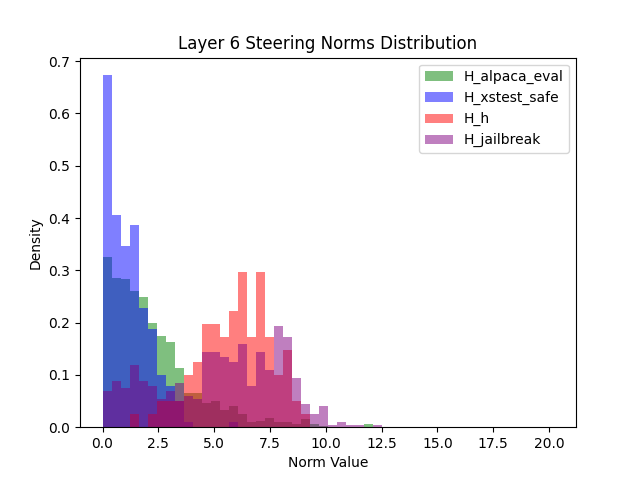 Layer 6 Steering Norms Distribution
H_alpaca_eval
H_xstest_safe
H_h
H_jailbreak
Density
0.7
0.6
0.5
0.4
0.3
0.2
0.1
0.0
0.0 2.5 5.0 7.5 10.0 12.5 15.0 17.5 20.0
Norm Value